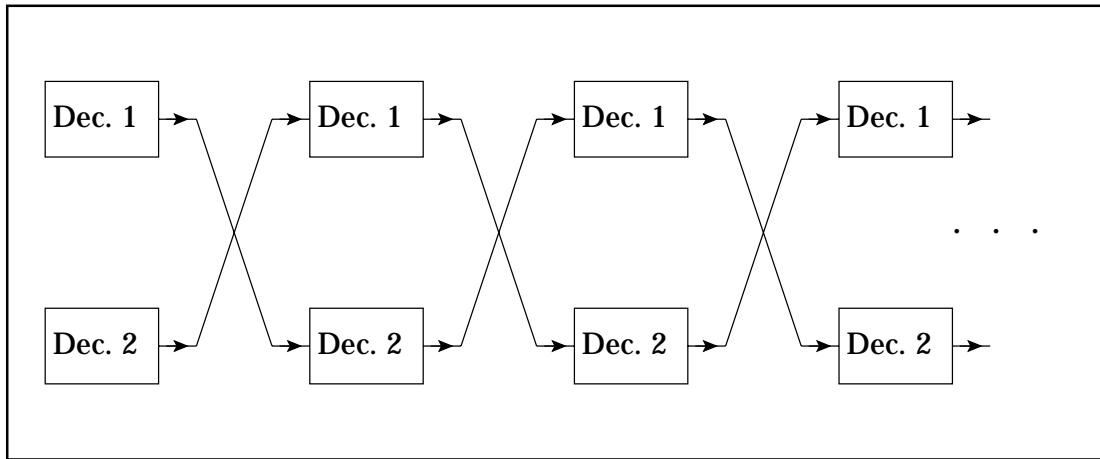 Dec. 1 Dec. 1 Dec. 1 Dec. 1
. . .
Dec. 2 Dec. 2 Dec. 2 Dec. 2